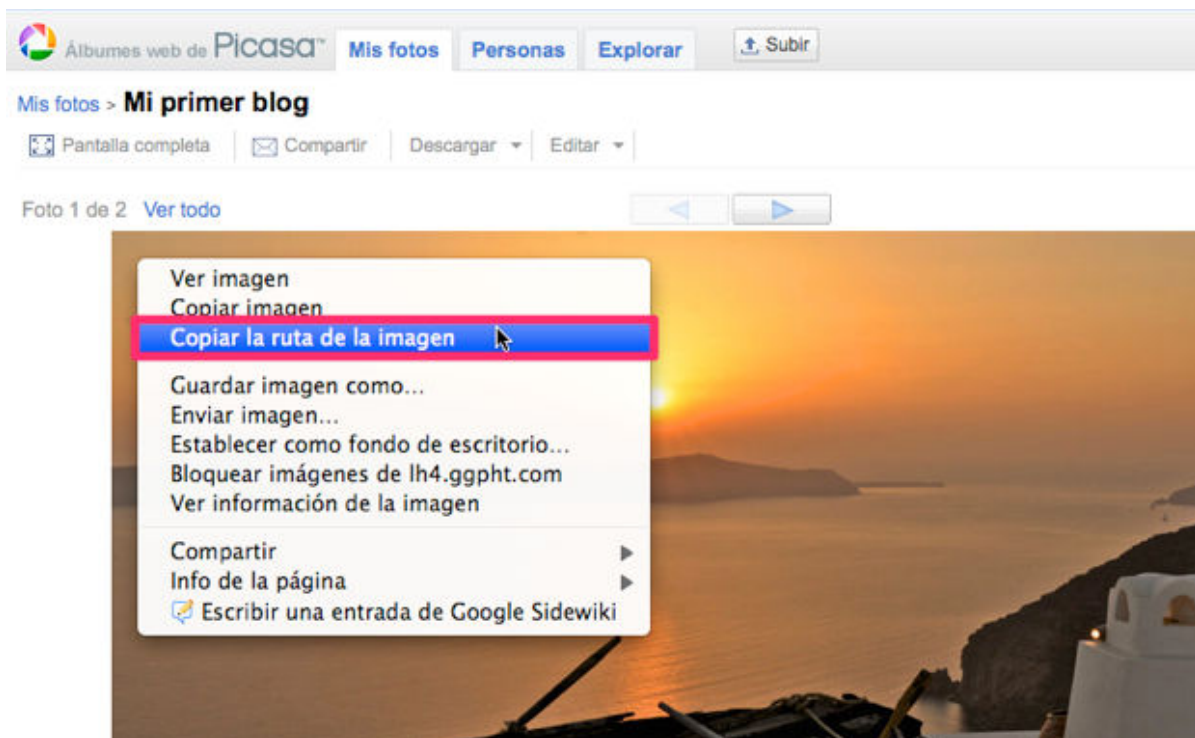 Álbumes web de Picasa™ Mis fotos Personas Explorar Subir
Mis fotos > Mi primer blog
Pantalla completa Compartir Descargar Editar
Foto 1 de 2 Ver todo
Ver imagen
Copiar imagen
Copiar la ruta de la imagen
Guardar imagen como...
Enviar imagen...
Establecer como fondo de escritorio...
Bloquear imágenes de lh4.ggpht.com
Ver información de la imagen
Compartir
Info de la página
Escribir una entrada de Google Sidewiki